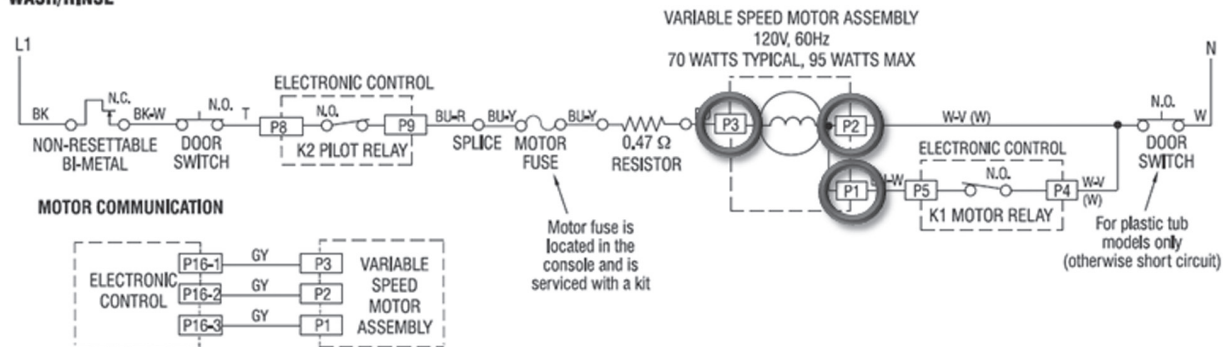 WASH/RINSE
VARIABLE SPEED MOTOR ASSEMBLY
120V, 60Hz
70 WATTS TYPICAL, 95 WATTS MAX
L1
N
ELECTRONIC CONTROL
BK
N.C.
BK-W
N.O.
T
P8
N.O.
P9
BU-R
BU-Y
BU-Y
P3
P2
W-V (W)
N.O.
W
NON-RESETTABLE
BI-METAL
DOOR
SWITCH
K2 PILOT RELAY
SPLICE
MOTOR
FUSE
0.47 Ω
RESISTOR
ELECTRONIC CONTROL
DOOR
SWITCH
P1
P5
N.O.
P4
W-V
(W)
K1 MOTOR RELAY
MOTOR COMMUNICATION
Motor fuse is
located in the
console and is
serviced with a kit
For plastic tub
models only
(otherwise short circuit)
ELECTRONIC
CONTROL
P16-1
GY
P3
P16-2
GY
P2
P16-3
GY
P1
VARIABLE
SPEED
MOTOR
ASSEMBLY